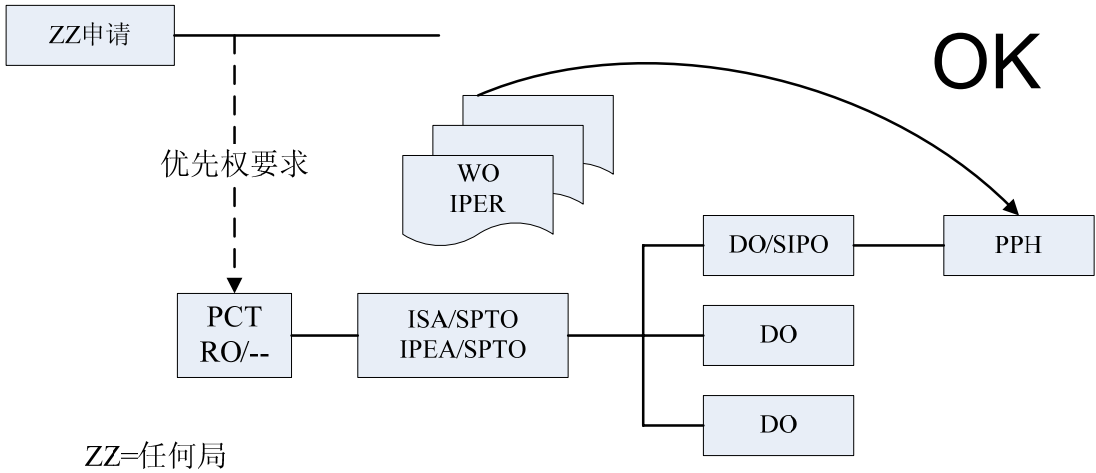 ZZ申请
OK
优先权要求
WO
IPER
DO/SIPO
PPH
PCT
RO/--
ISA/SPTO
IPEA/SPTO
DO
DO
ZZ=任何局